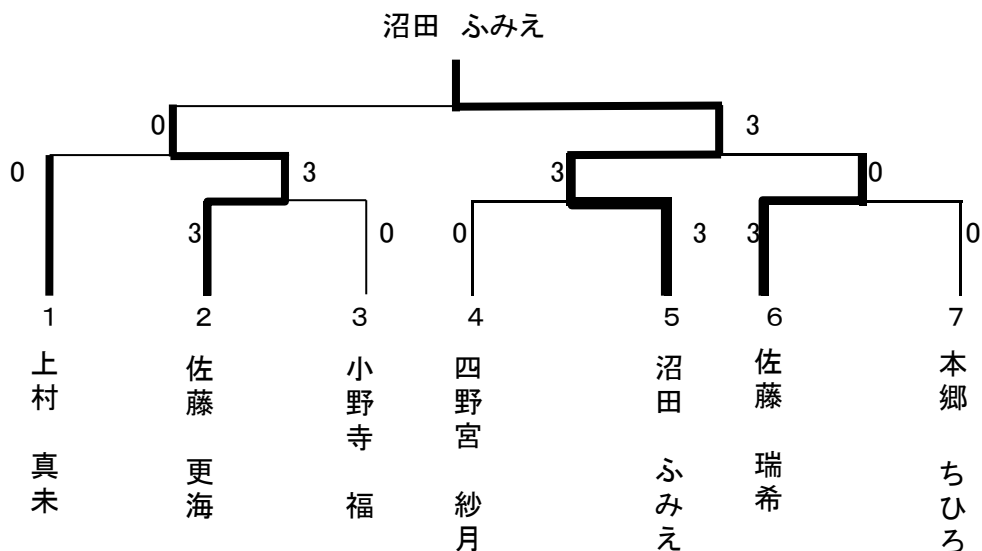 沼田 ふみえ
0 3
0 3 3 0
3 0 0 3 3 0
1 2 3 4 5 6 7
上村 真未
佐藤 更海
小野寺 福
四野宮 紗月
沼田 ふみえ
佐藤 瑞希
本郷 ちひろ